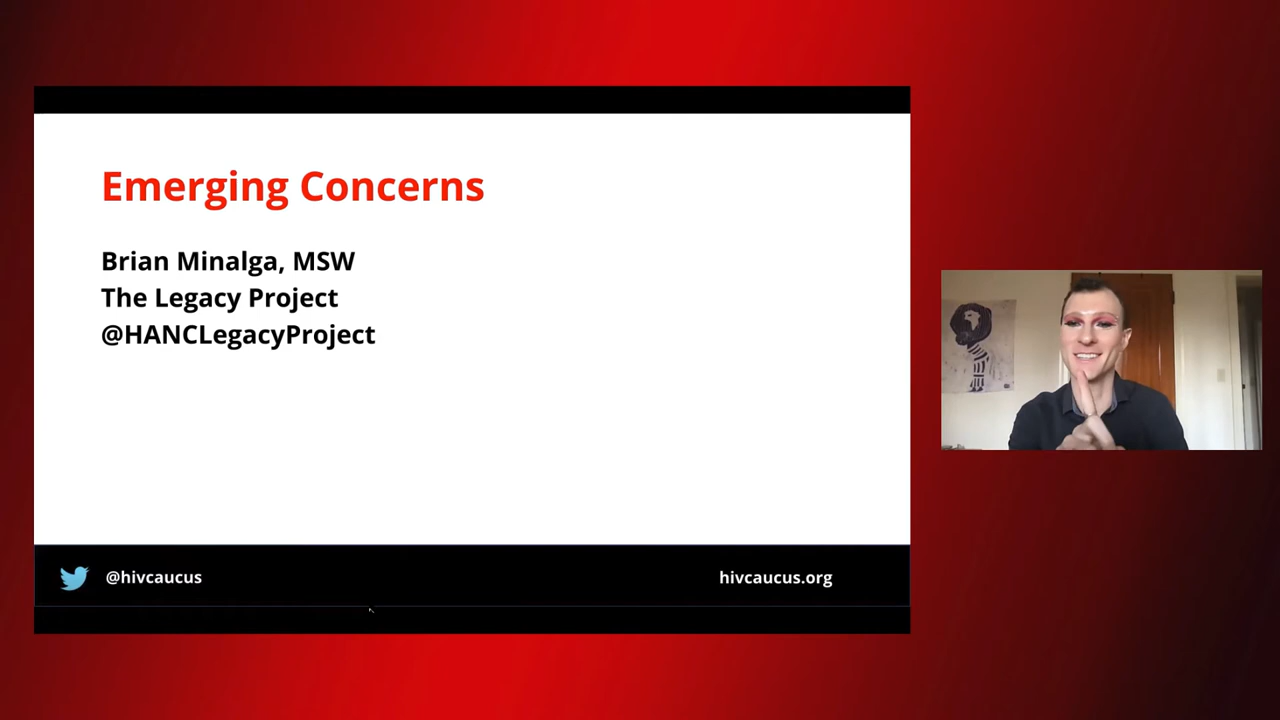 Emerging Concerns
Brian Minalga, MSW
The Legacy Project
@HANCLegacyProject
@hivcaucus
hivcaucus.org